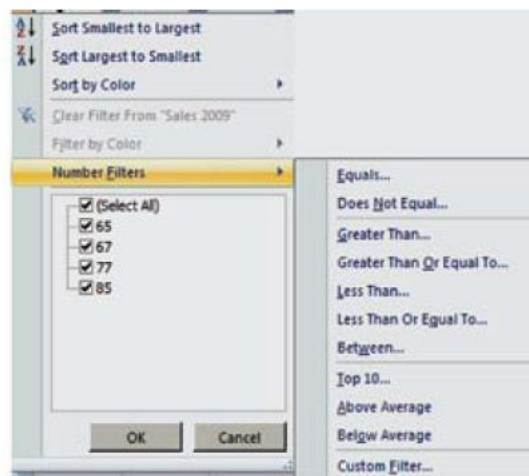 Sort Smallest to Largest
Sort Largest to Smallest
Sort by Color
Clear Filter From "Sales 2009"
Filter by Color
Number Filters
(Select All)
65
67
77
85
OK Cancel
Equals...
Does Not Equal...
Greater Than...
Greater Than Or Equal To...
Less Than...
Less Than Or Equal To...
Between...
Top 10...
Above Average
Below Average
Custom Filter...